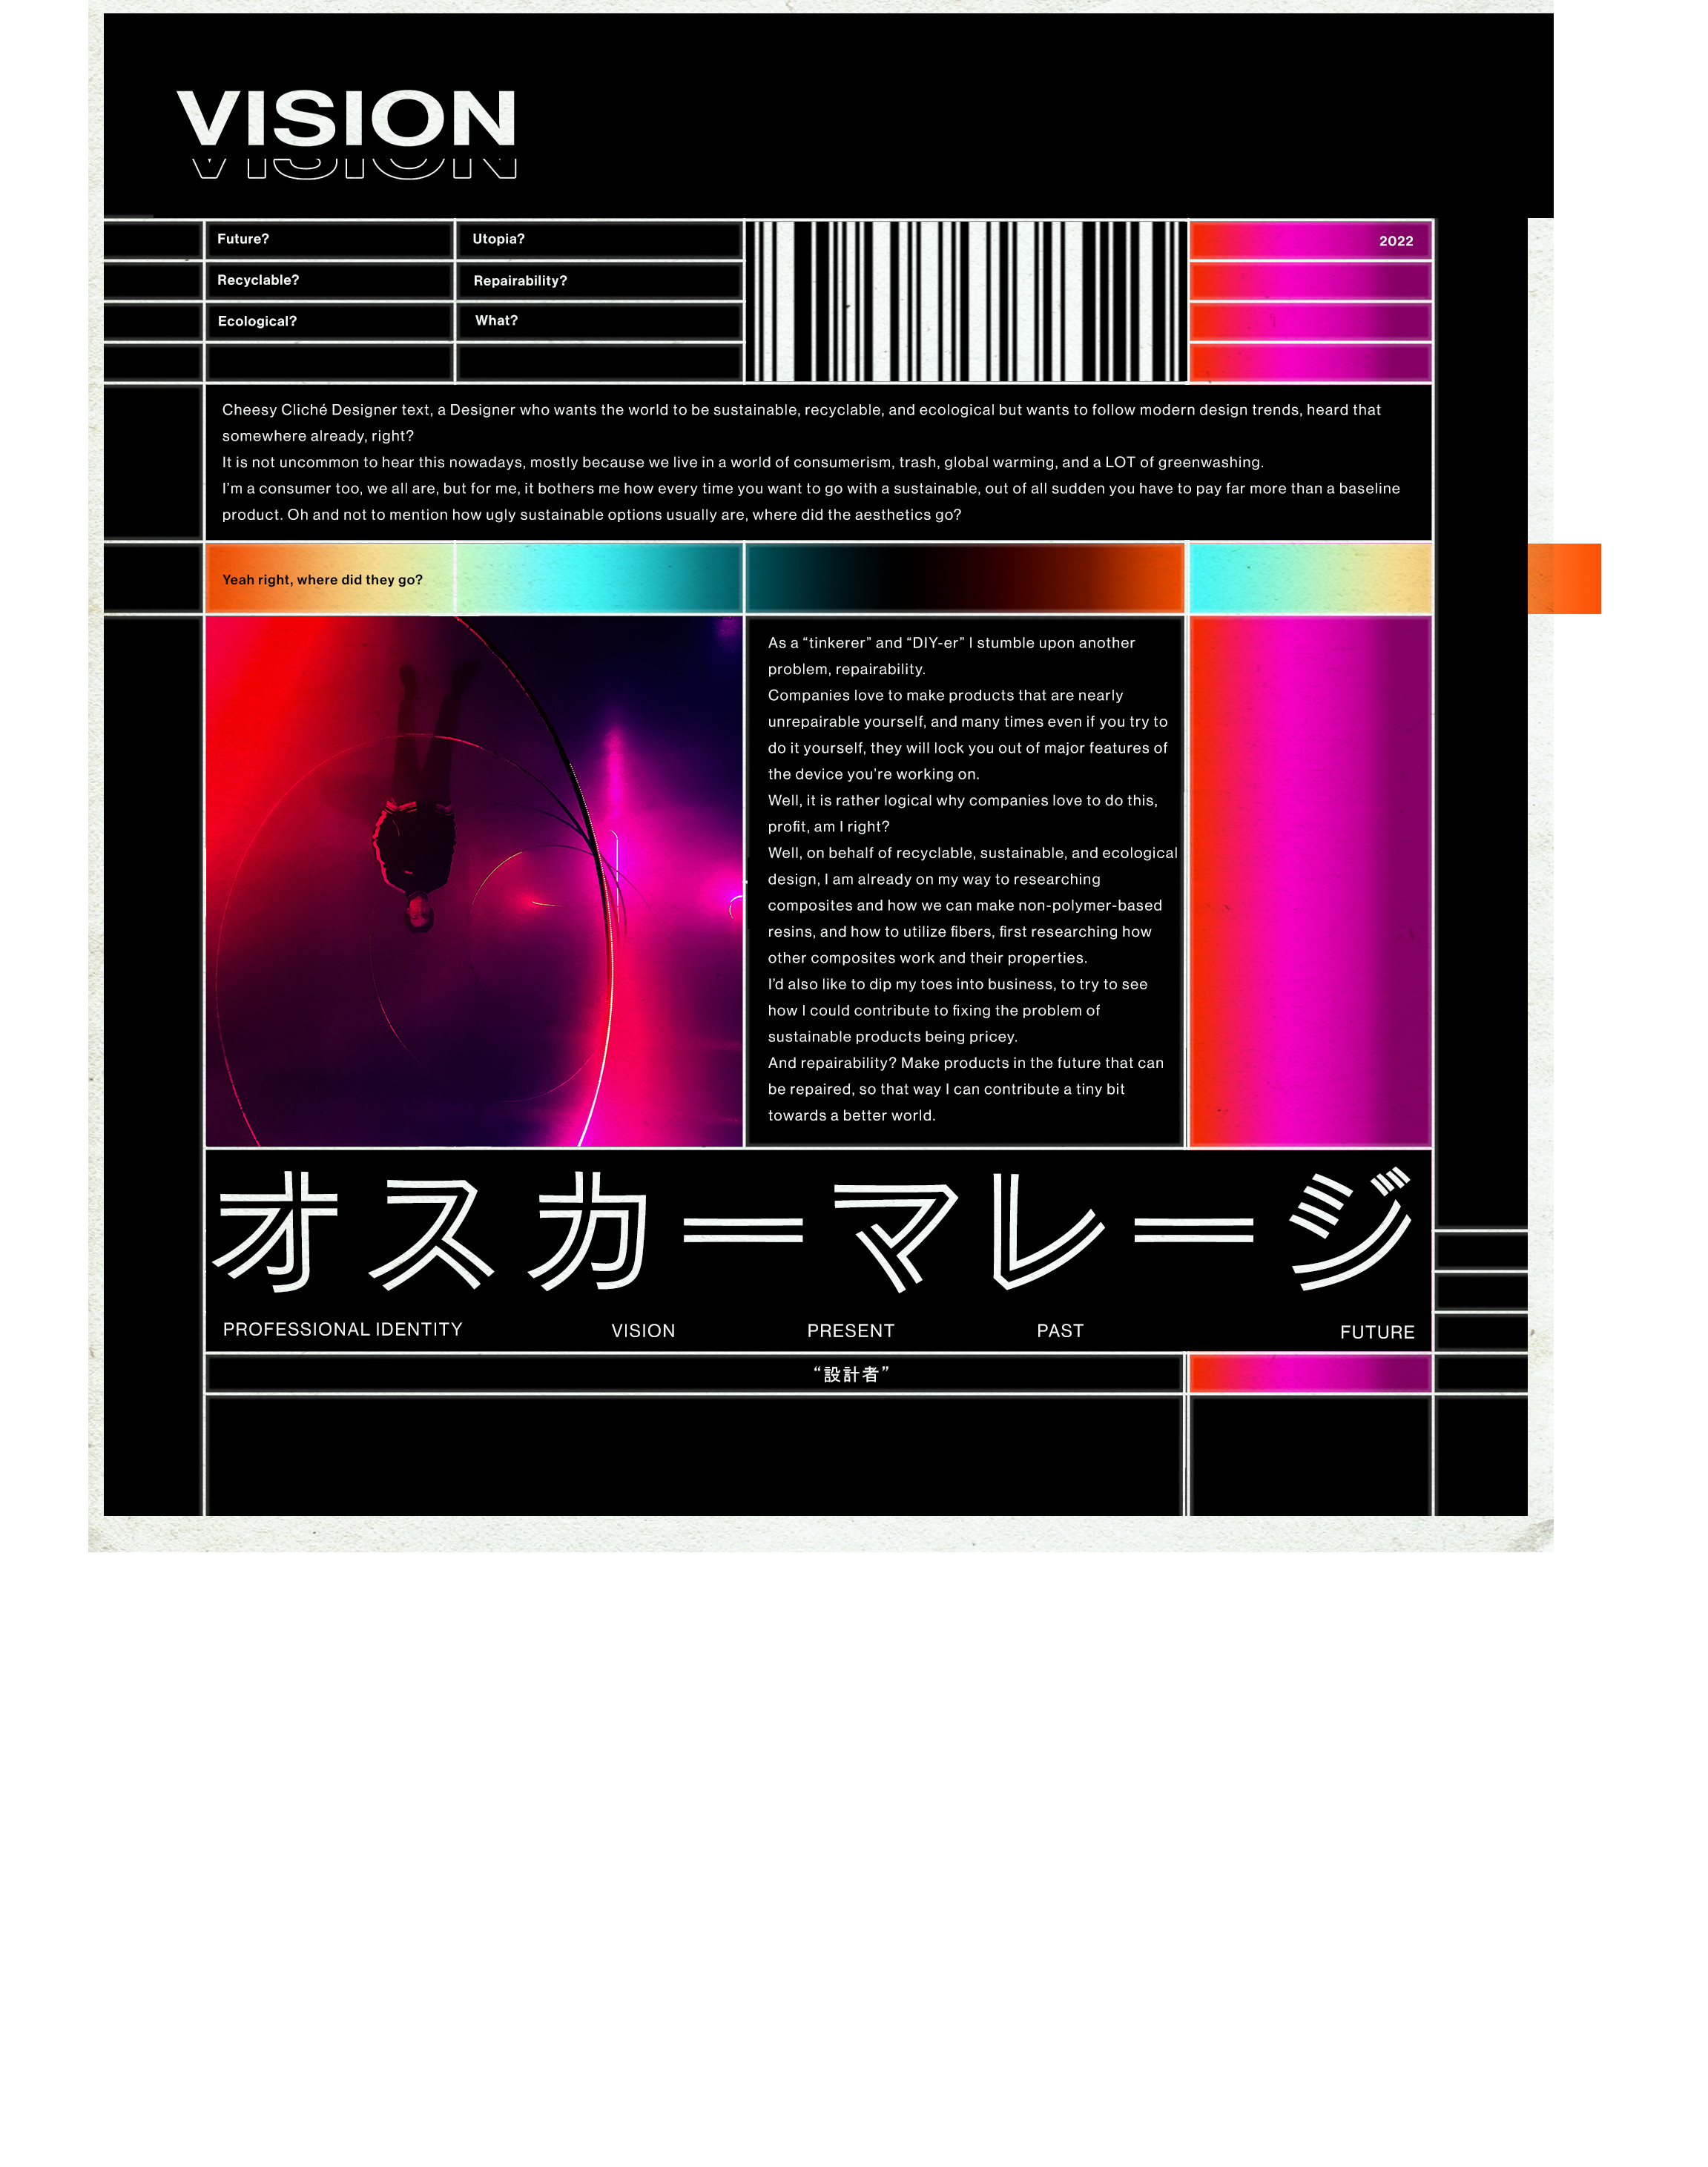 VISION
VISION
Future?
Utopia?
2022
Recyclable?
Repairability?
Ecological?
What?
Cheesy Cliché Designer text, a Designer who wants the world to be sustainable, recyclable, and ecological but wants to follow modern design trends, heard that
somewhere already, right?
It is not uncommon to hear this nowadays, mostly because we live in a world of consumerism, trash, global warming, and a LOT of greenwashing.
I'm a consumer too, we all are, but for me, it bothers me how every time you want to go with a sustainable, out of all sudden you have to pay far more than a baseline
product. Oh and not to mention how ugly sustainable options usually are, where did the aesthetics go?
Yeah right, where did they go?
As a “tinkerer” and “DIY-er” I stumble upon another
problem, repairability.
Companies love to make products that are nearly
unrepairable yourself, and many times even if you try to
do it yourself, they will lock you out of major features of
the device you're working on.
Well, it is rather logical why companies love to do this,
profit, am I right?
Well, on behalf of recyclable, sustainable, and ecological
design, I am already on my way to researching
composites and how we can make non-polymer-based
resins, and how to utilize fibers, first researching how
other composites work and their properties.
I'd also like to dip my toes into business, to try to see
how I could contribute to fixing the problem of
sustainable products being pricey.
And repairability? Make products in the future that can
be repaired, so that way I can contribute a tiny bit
towards a better world.
オスカーマレージ
PROFESSIONAL IDENTITY
VISION
PRESENT
PAST
FUTURE
“設計者”